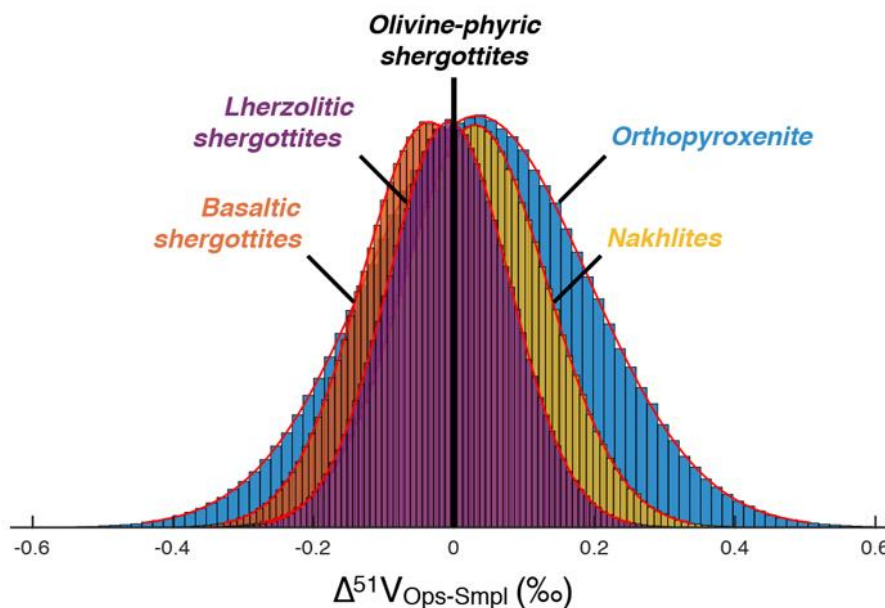 Olivine-phyric
shergottites
Lherzolitic
shergottites
Orthopyroxenite
Basaltic
shergottites
Nakhlites
-0.6 -0.4 -0.2 0 0.2 0.4 0.6
Δ⁵¹V_Ops-Smpl (‰)